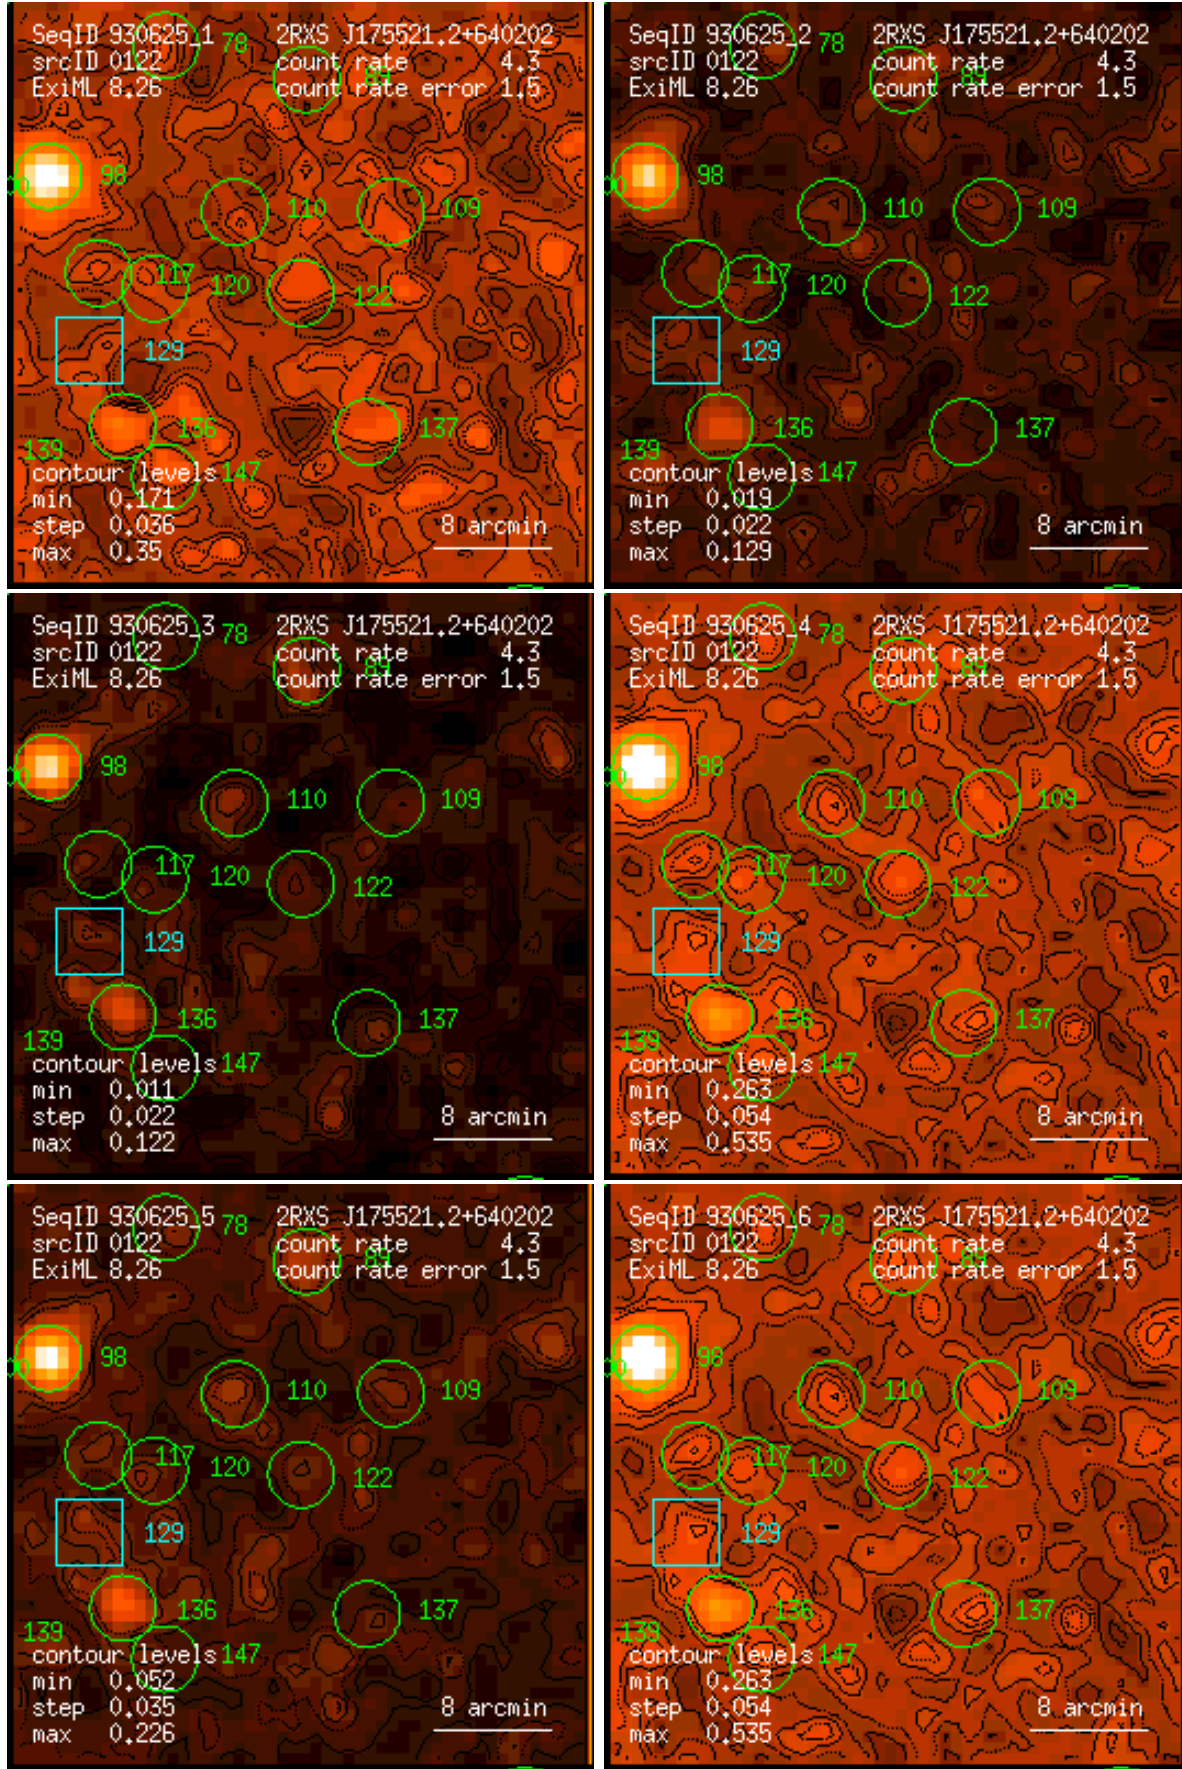 SeqID 930625_1 78 2RXS J175521.2+640202
srcID 0122 count rate 4.3
ExiML 8.26 count rate error 1.5
89
98
110 109
117 120 122
129
136 137
139
contour levels 147
min 0.171
step 0.036 8 arcmin
max 0.35
SeqID 930625_2 78 2RXS J175521.2+640202
srcID 0122 count rate 4.3
ExiML 8.26 count rate error 1.5
89
98
110 109
117 120 122
129
136 137
139
contour levels 147
min 0.019
step 0.022 8 arcmin
max 0.129
SeqID 930625_3 78 2RXS J175521.2+640202
srcID 0122 count rate 4.3
ExiML 8.26 count rate error 1.5
89
98
110 109
117 120 122
129
136 137
139
contour levels 147
min 0.011
step 0.022 8 arcmin
max 0.122
SeqID 930625_4 78 2RXS J175521.2+640202
srcID 0122 count rate 4.3
ExiML 8.26 count rate error 1.5
89
98
110 109
117 120 122
129
136 137
139
contour levels 147
min 0.263
step 0.054 8 arcmin
max 0.535
SeqID 930625_5 78 2RXS J175521.2+640202
srcID 0122 count rate 4.3
ExiML 8.26 count rate error 1.5
89
98
110 109
117 120 122
129
136 137
139
contour levels 147
min 0.052
step 0.035 8 arcmin
max 0.226
SeqID 930625_6 78 2RXS J175521.2+640202
srcID 0122 count rate 4.3
ExiML 8.26 count rate error 1.5
89
98
110 109
117 120 122
129
136 137
139
contour levels 147
min 0.263
step 0.054 8 arcmin
max 0.535